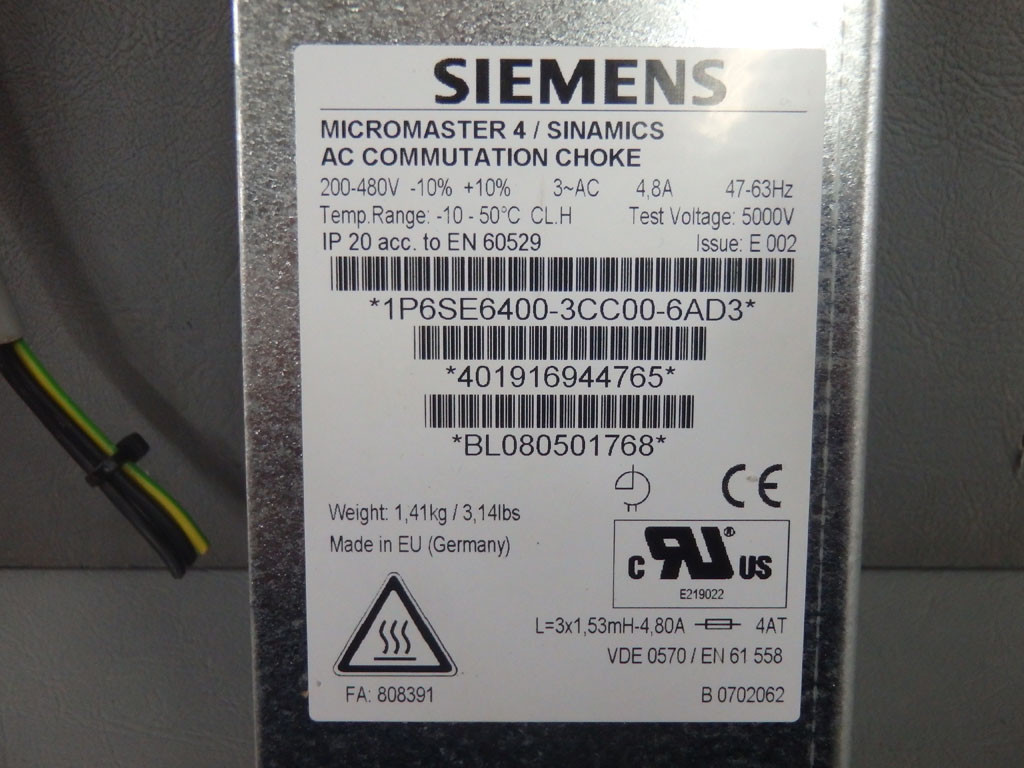 SIEMENS
MICROMASTER 4 / SINAMICS
AC COMMUTATION CHOKE
200-480V -10% +10% 3~AC 4,8A 47-63Hz
Temp.Range: -10 - 50°C CL.H Test Voltage: 5000V
IP 20 acc. to EN 60529 Issue: E 002
*1P6SE6400-3CC00-6AD3*
*401916944765*
*BL080501768*
CE
Weight: 1,41kg / 3,14lbs
Made in EU (Germany)
c RU® US
E219022
L=3x1,53mH-4,80A 4AT
VDE 0570 / EN 61 558
FA: 808391 B 0702062